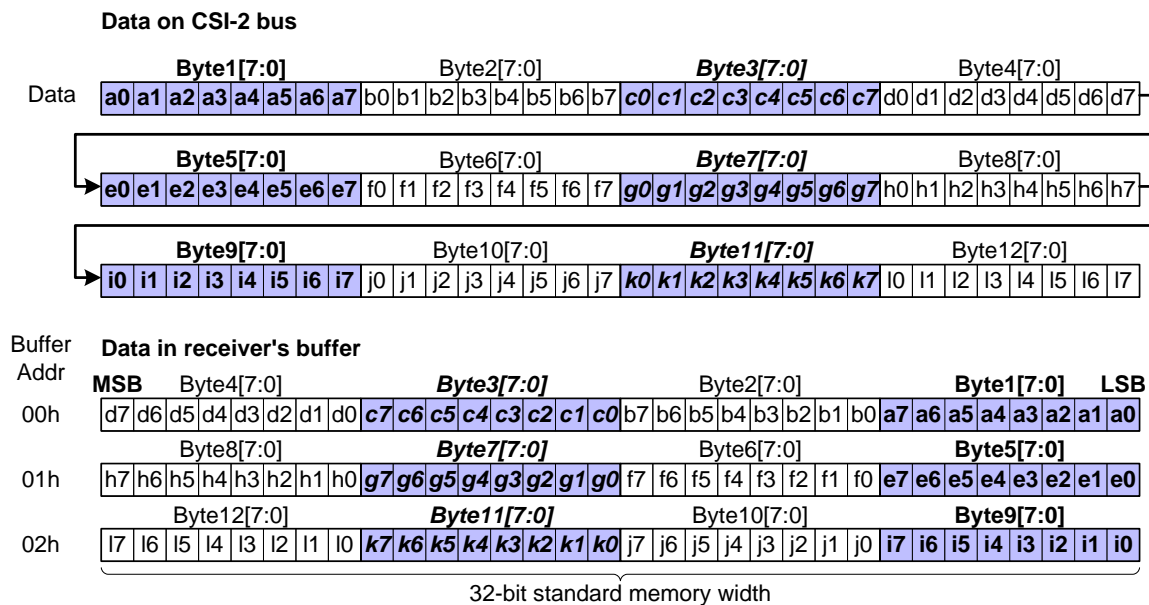 Data on CSI-2 bus
Byte1[7:0] Byte2[7:0] Byte3[7:0] Byte4[7:0]
Data a0 a1 a2 a3 a4 a5 a6 a7 b0 b1 b2 b3 b4 b5 b6 b7 c0 c1 c2 c3 c4 c5 c6 c7 d0 d1 d2 d3 d4 d5 d6 d7
Byte5[7:0] Byte6[7:0] Byte7[7:0] Byte8[7:0]
e0 e1 e2 e3 e4 e5 e6 e7 f0 f1 f2 f3 f4 f5 f6 f7 g0 g1 g2 g3 g4 g5 g6 g7 h0 h1 h2 h3 h4 h5 h6 h7
Byte9[7:0] Byte10[7:0] Byte11[7:0] Byte12[7:0]
i0 i1 i2 i3 i4 i5 i6 i7 j0 j1 j2 j3 j4 j5 j6 j7 k0 k1 k2 k3 k4 k5 k6 k7 l0 l1 l2 l3 l4 l5 l6 l7
Buffer Addr
Data in receiver's buffer
MSB Byte4[7:0] Byte3[7:0] Byte2[7:0] Byte1[7:0] LSB
00h d7 d6 d5 d4 d3 d2 d1 d0 c7 c6 c5 c4 c3 c2 c1 c0 b7 b6 b5 b4 b3 b2 b1 b0 a7 a6 a5 a4 a3 a2 a1 a0
Byte8[7:0] Byte7[7:0] Byte6[7:0] Byte5[7:0]
01h h7 h6 h5 h4 h3 h2 h1 h0 g7 g6 g5 g4 g3 g2 g1 g0 f7 f6 f5 f4 f3 f2 f1 f0 e7 e6 e5 e4 e3 e2 e1 e0
Byte12[7:0] Byte11[7:0] Byte10[7:0] Byte9[7:0]
02h l7 l6 l5 l4 l3 l2 l1 l0 k7 k6 k5 k4 k3 k2 k1 k0 j7 j6 j5 j4 j3 j2 j1 j0 i7 i6 i5 i4 i3 i2 i1 i0
32-bit standard memory width